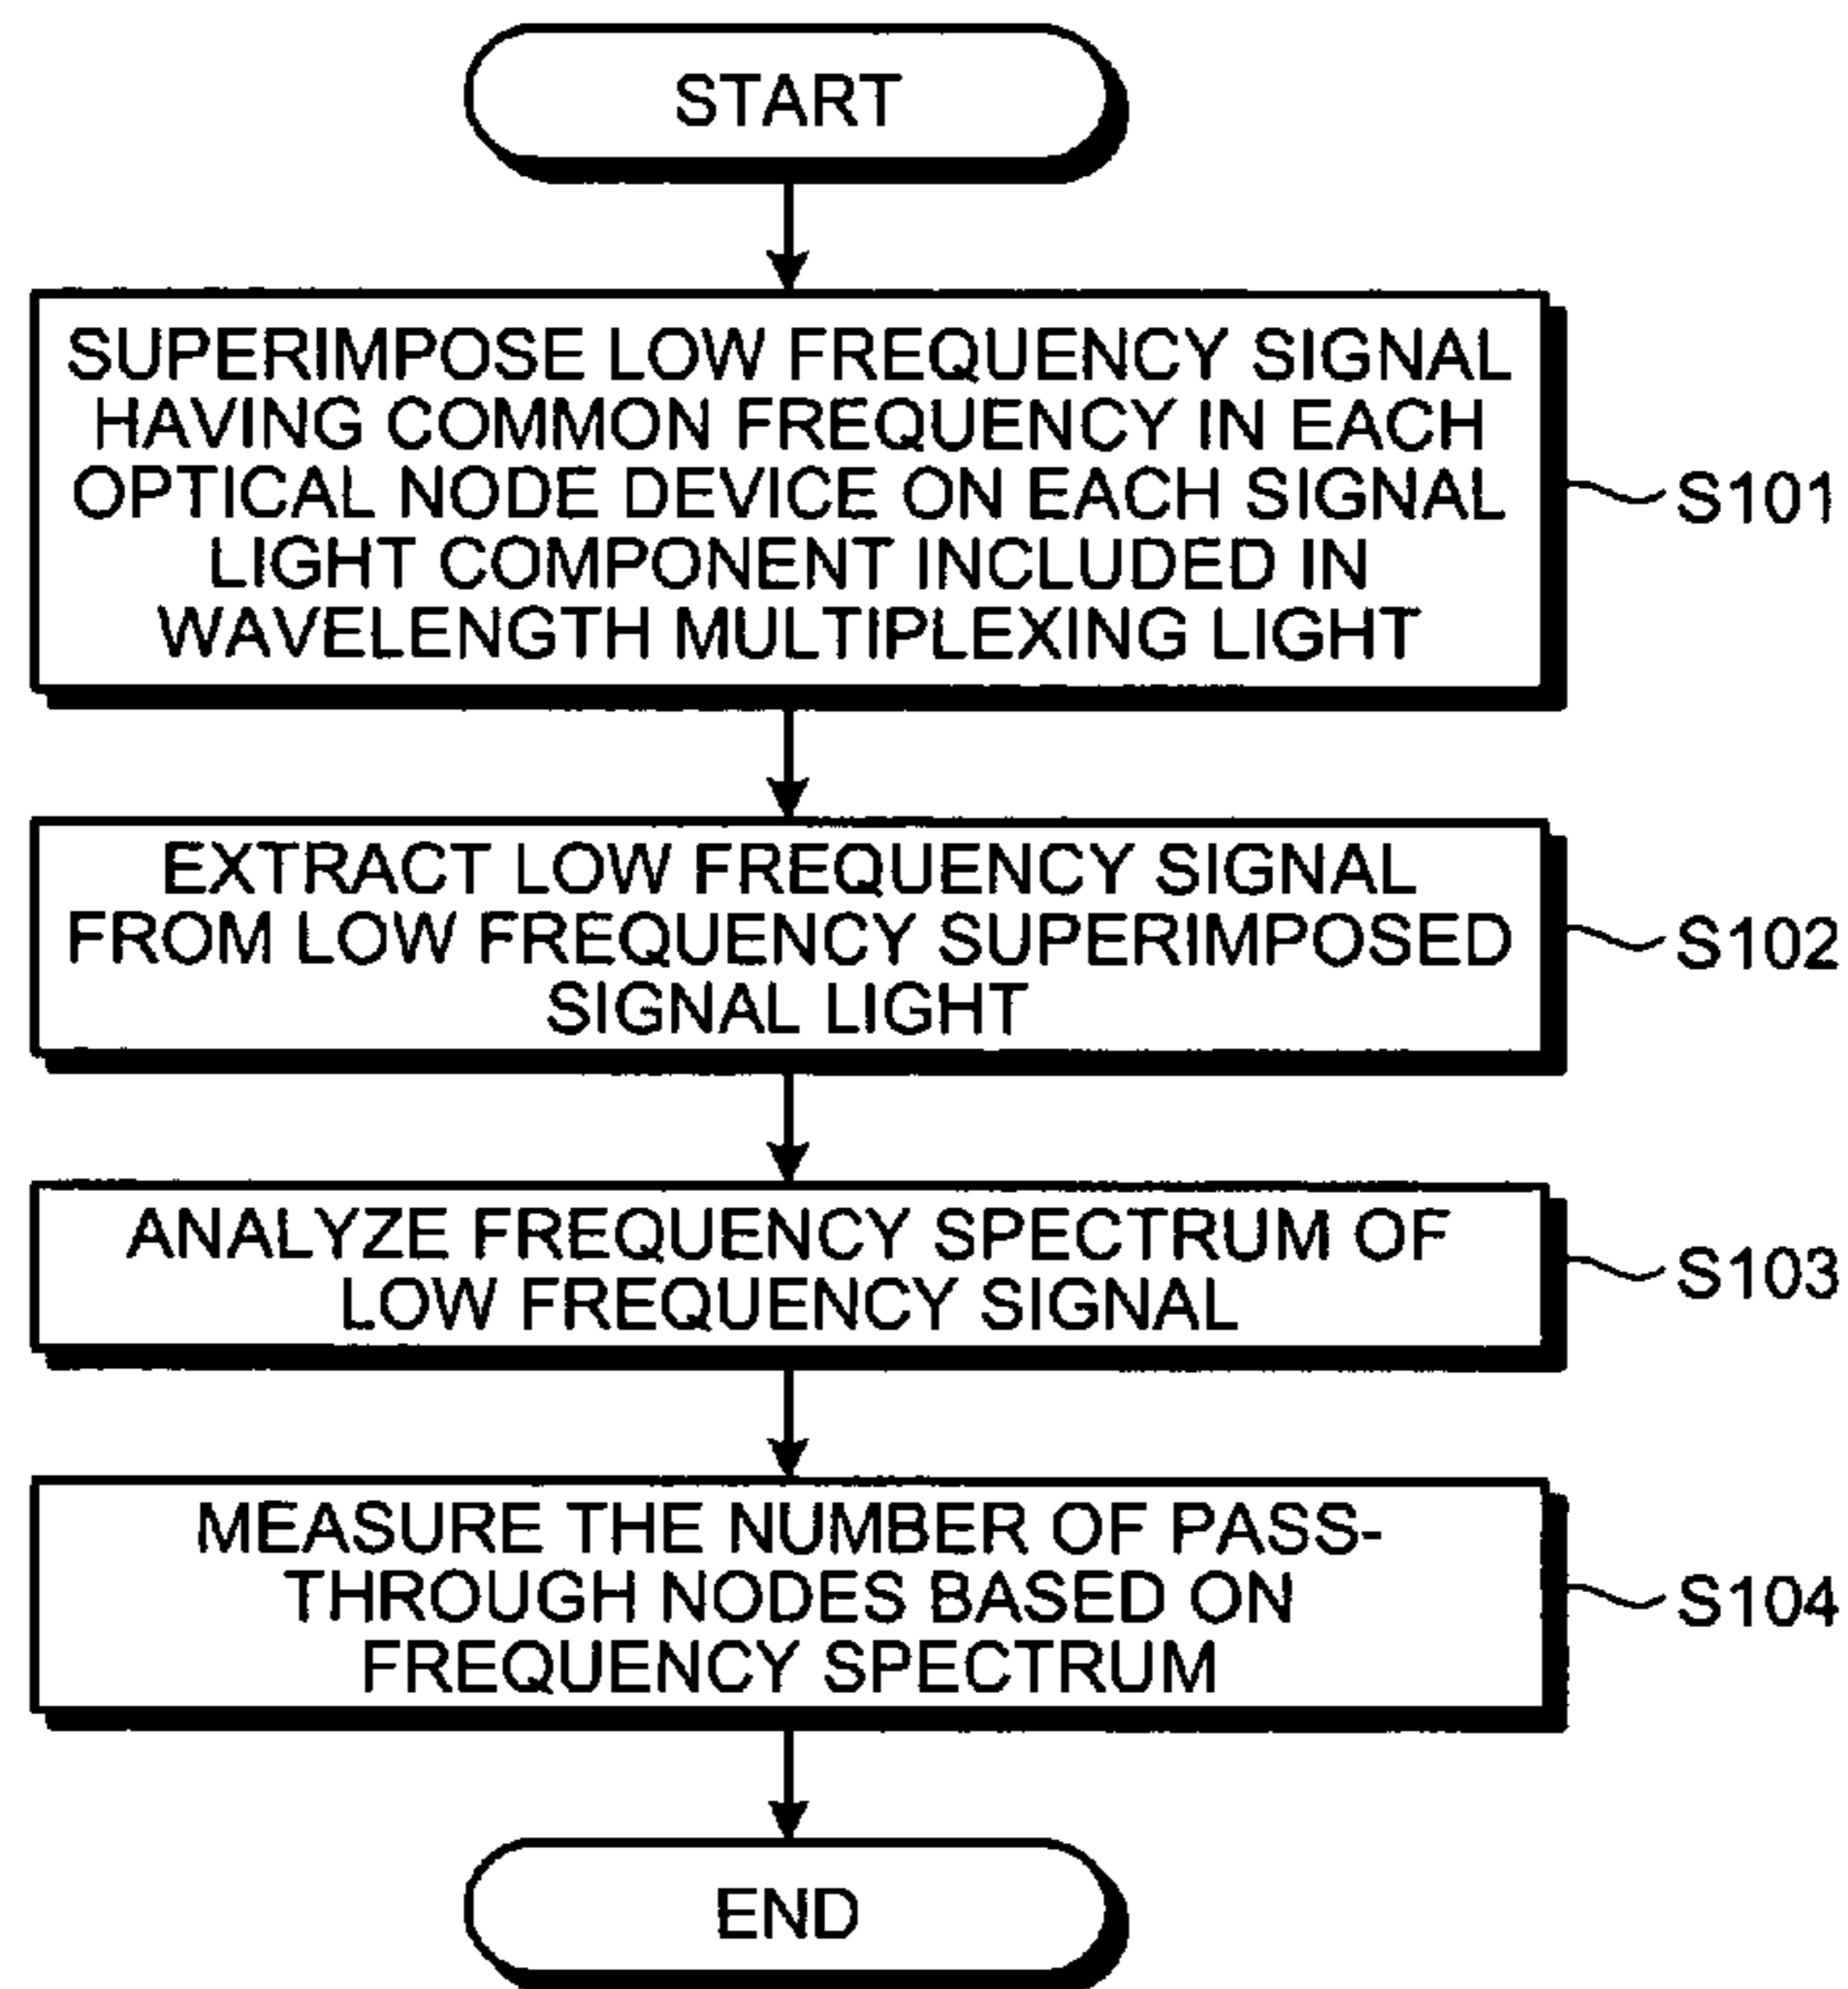 START
SUPERIMPOSE LOW FREQUENCY SIGNAL
HAVING COMMON FREQUENCY IN EACH
OPTICAL NODE DEVICE ON EACH SIGNAL
LIGHT COMPONENT INCLUDED IN
WAVELENGTH MULTIPLEXING LIGHT
S101
EXTRACT LOW FREQUENCY SIGNAL
FROM LOW FREQUENCY SUPERIMPOSED
SIGNAL LIGHT
S102
ANALYZE FREQUENCY SPECTRUM OF
LOW FREQUENCY SIGNAL
S103
MEASURE THE NUMBER OF PASS-
THROUGH NODES BASED ON
FREQUENCY SPECTRUM
S104
END